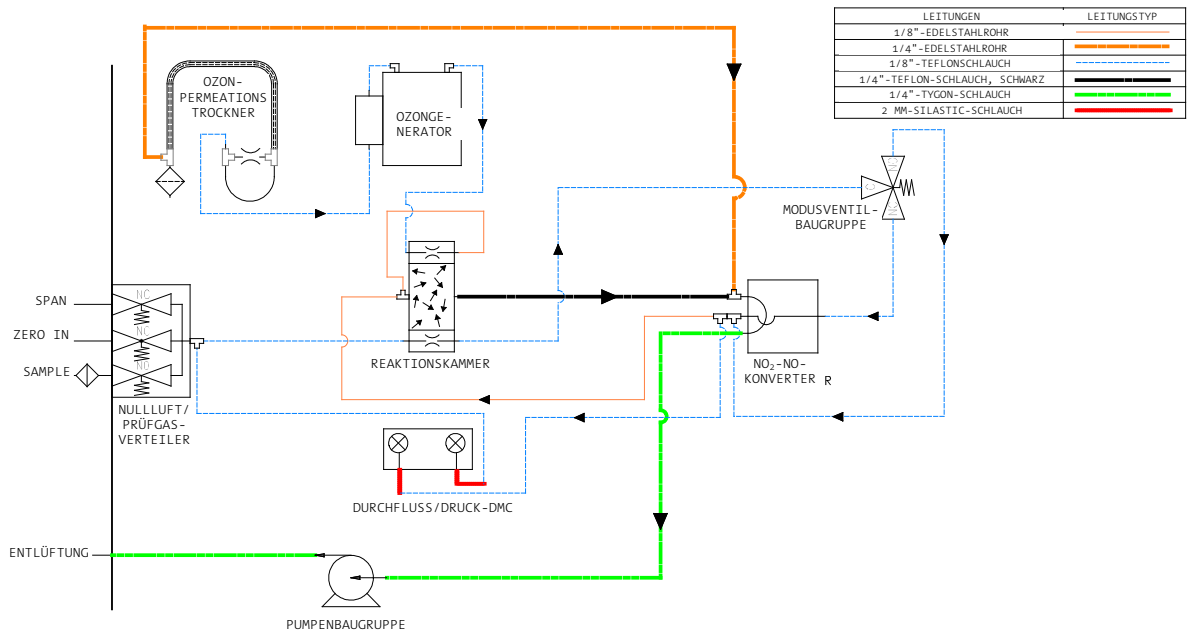 LEITUNGEN LEITUNGSTYP
1/8"-EDELSTAHLROHR
1/4"-EDELSTAHLROHR
1/8"-TEFLONSCHLAUCH
1/4"-TEFLON-SCHLAUCH, SCHWARZ
1/4"-TYGON-SCHLAUCH
2 MM-SILASTIC-SCHLAUCH
OZON-
PERMEATIONS
TROCKNER
OZONGE-
NERATOR
NC
C
NO
MODUSVENTIL-
BAUGRUPPE
SPAN
NC
ZERO IN
NC
SAMPLE
NO
NULLLUFT/
PRÜFGAS-
VERTEILER
REAKTIONSKAMMER
NO₂-NO-
KONVERTER R
DURCHFLUSS/DRUCK-DMC
ENTLÜFTUNG
PUMPENBAUGRUPPE